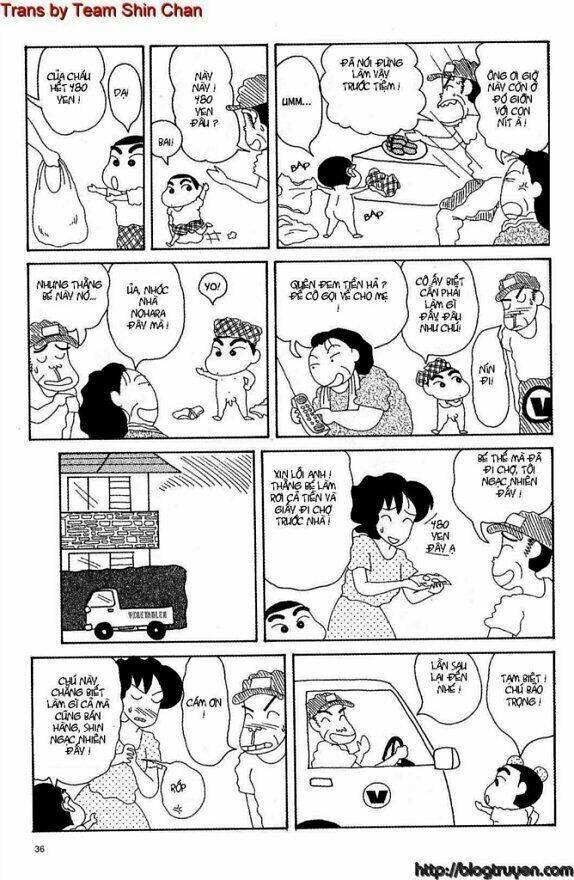 Trans by Team Shin Chan
CỦA CHÁU
HẾT 480
YEN !
DẠ!
NÀY
NÀY !
480
YEN
ĐÂU ?
BAI!
UMM...
ĐÃ NÓI ĐỪNG
LÀM VẬY
TRƯỚC TIỆM !
ÔNG ƠI GIỜ
NÀY CÒN Ở
ĐÓ GIỠN
VỚI CON
NÍT À !
BẠP
BẠP
NHƯNG THẰNG
BÉ NÀY NÓ...
ỦA, NHÓC
NHÀ
NOHARA
ĐÂY MÀ !
YO!
QUÊN ĐEM TIỀN HẢ ?
ĐỂ CÔ GỌI VỀ CHO MẸ
!
CÔ ẤY BIẾT
CẦN PHẢI
LÀM GÌ
ĐẤY, ĐÂU
NHƯ CHÚ!
NÍN
ĐI!
XIN LỖI ANH !
THẰNG BÉ LÀM
RƠI CẢ TIỀN VÀ
GIẤY ĐI CHỢ
TRƯỚC NHÀ !
480
YEN
ĐÂY Ạ
BÉ THẾ MÀ ĐÃ
ĐI CHỢ, TÔI
NGẠC NHIÊN
ĐẤY !
CHÚ NÀY,
CHẲNG BIẾT
LÀM GÌ CẢ MÀ
CŨNG BÁN
HÀNG, SHIN
NGẠC NHIÊN
ĐẤY !
CÁM ƠN
!
RỐP
LẦN SAU
LẠI ĐẾN
NHÉ !
TẠM BIỆT !
CHÚ BẢO
TRỌNG !
36
http://blogtruyen.com